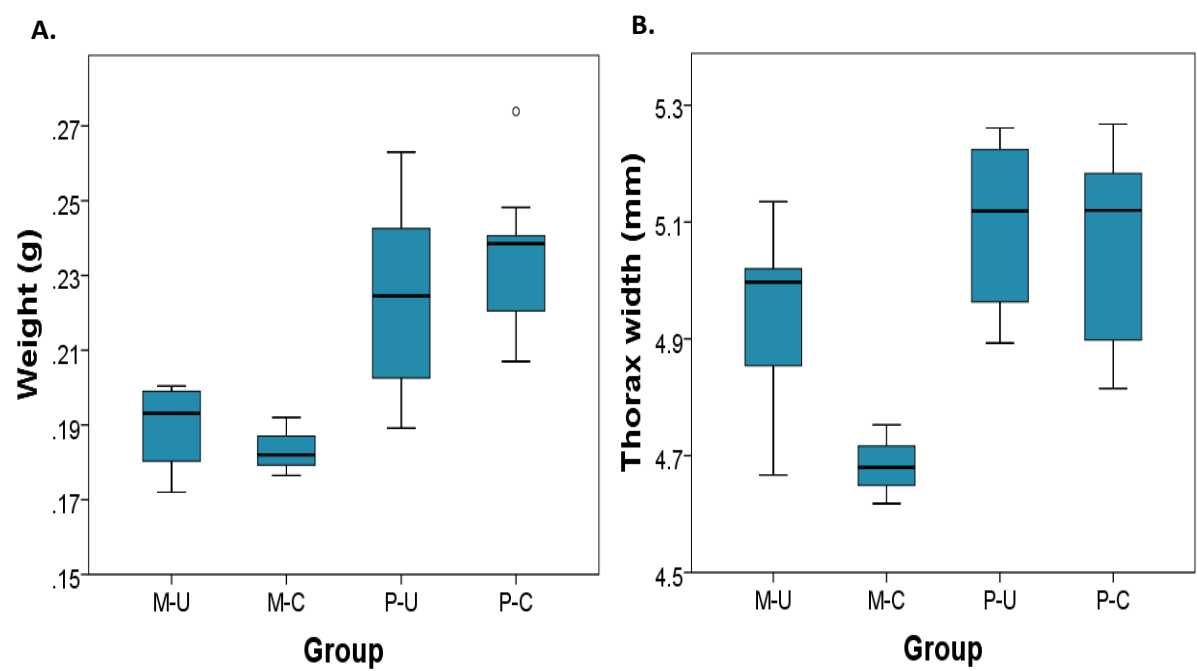 A.
Weight (g)
.27
.25
.23
.21
.19
.17
.15
M-U M-C P-U P-C
Group
B.
Thorax width (mm)
5.3
5.1
4.9
4.7
4.5
M-U M-C P-U P-C
Group